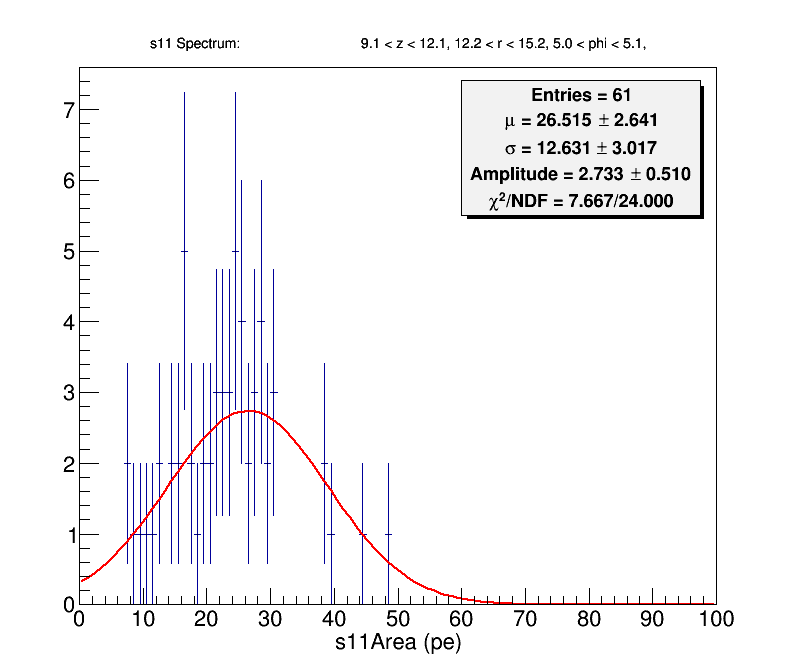 s11 Spectrum: 9.1 < z < 12.1, 12.2 < r < 15.2, 5.0 < phi < 5.1,
Entries = 61
μ = 26.515 ± 2.641
σ = 12.631 ± 3.017
Amplitude = 2.733 ± 0.510
χ²/NDF = 7.667/24.000
7
6
5
4
3
2
1
0
0 10 20 30 40 50 60 70 80 90 100
s11Area (pe)